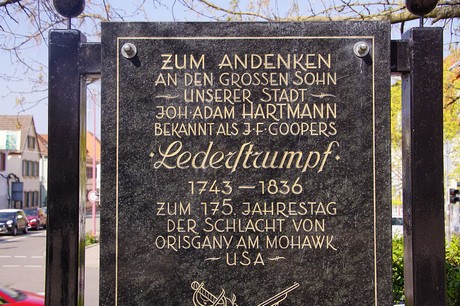 ZUM ANDENKEN
AN DEN GROSSEN SOHN
UNSERER STADT
JOH·ADAM HARTMANN
BEKANNT ALS J·F·COOPERS
·Lederstrumpf·
1743 — 1836
ZUM 175. JAHRESTAG
DER SCHLACHT VON
ORISGANY AM MOHAWK
USA